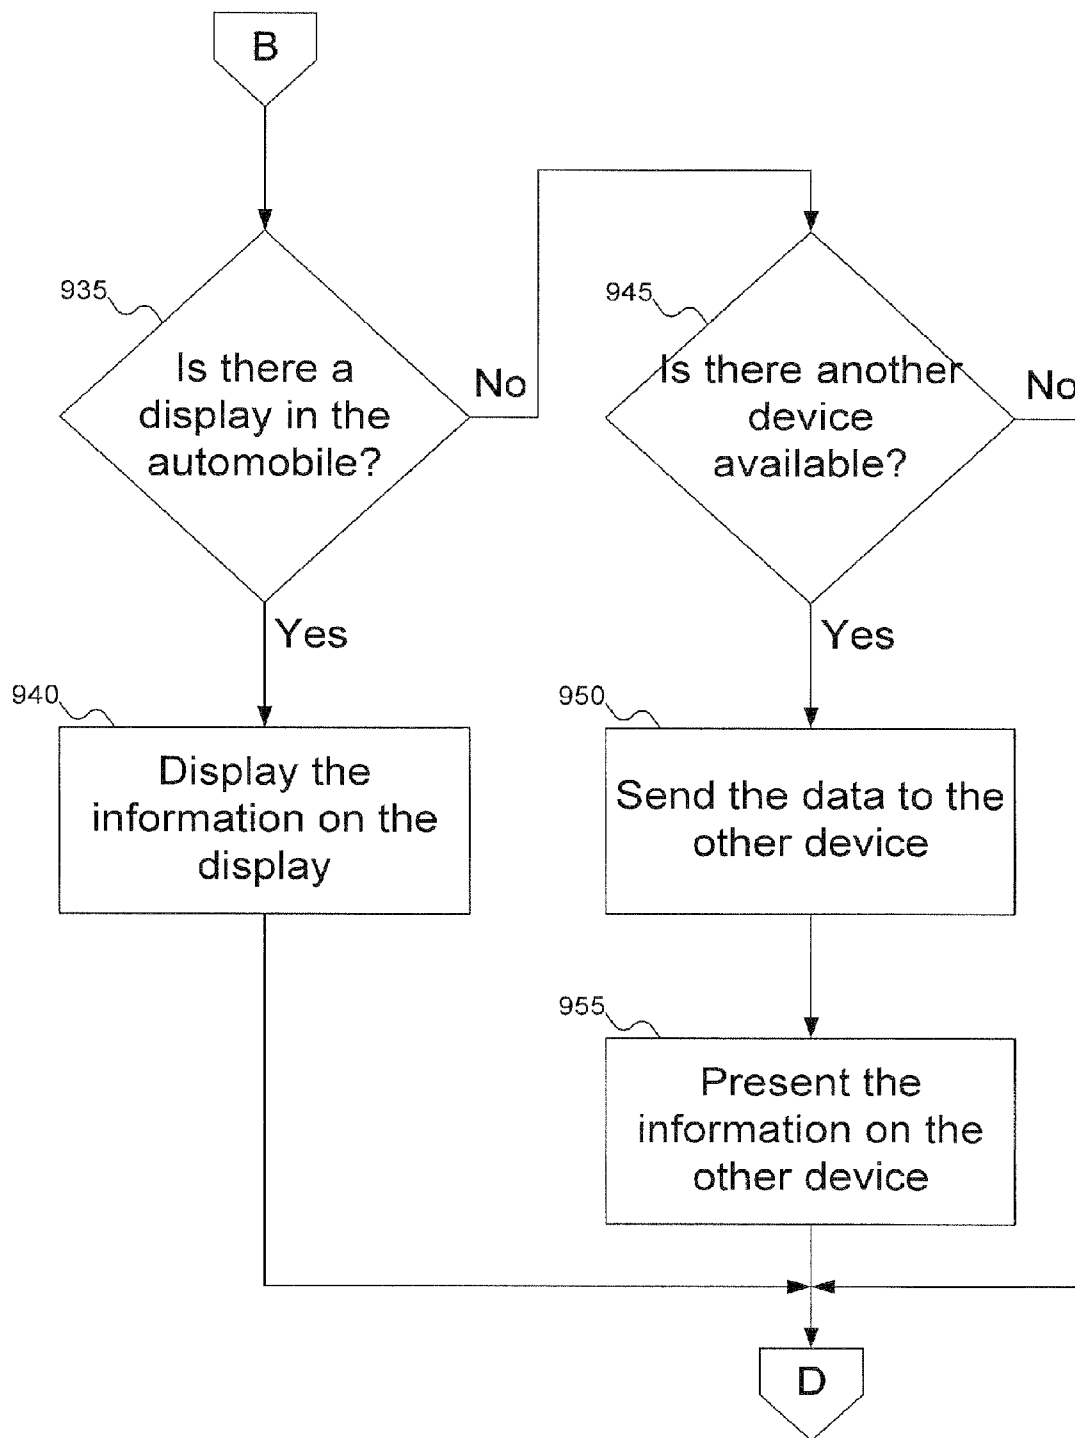 B
935
Is there a
display in the
automobile?
No
Yes
945
Is there another
device
available?
No
Yes
940
Display the
information on the
display
950
Send the data to the
other device
955
Present the
information on the
other device
D